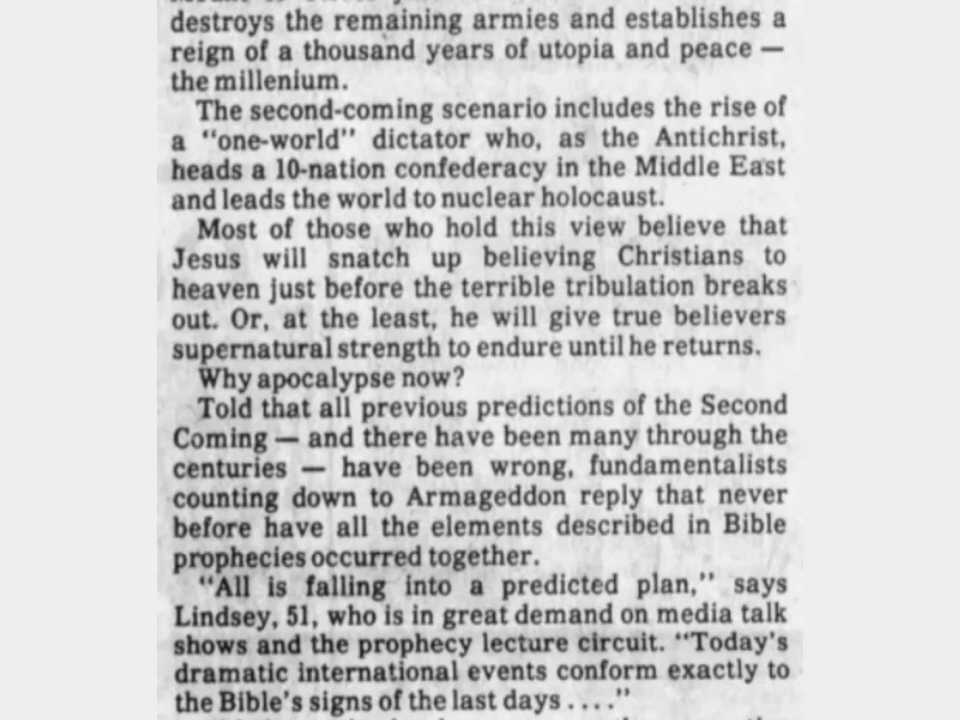 destroys the remaining armies and establishes a
reign of a thousand years of utopia and peace —
the millenium.
The second-coming scenario includes the rise of
a "one-world" dictator who, as the Antichrist,
heads a 10-nation confederacy in the Middle East
and leads the world to nuclear holocaust.
Most of those who hold this view believe that
Jesus will snatch up believing Christians to
heaven just before the terrible tribulation breaks
out. Or, at the least, he will give true believers
supernatural strength to endure until he returns.
Why apocalypse now?
Told that all previous predictions of the Second
Coming — and there have been many through the
centuries — have been wrong, fundamentalists
counting down to Armageddon reply that never
before have all the elements described in Bible
prophecies occurred together.
"All is falling into a predicted plan," says
Lindsey, 51, who is in great demand on media talk
shows and the prophecy lecture circuit. "Today's
dramatic international events conform exactly to
the Bible's signs of the last days . . . ."